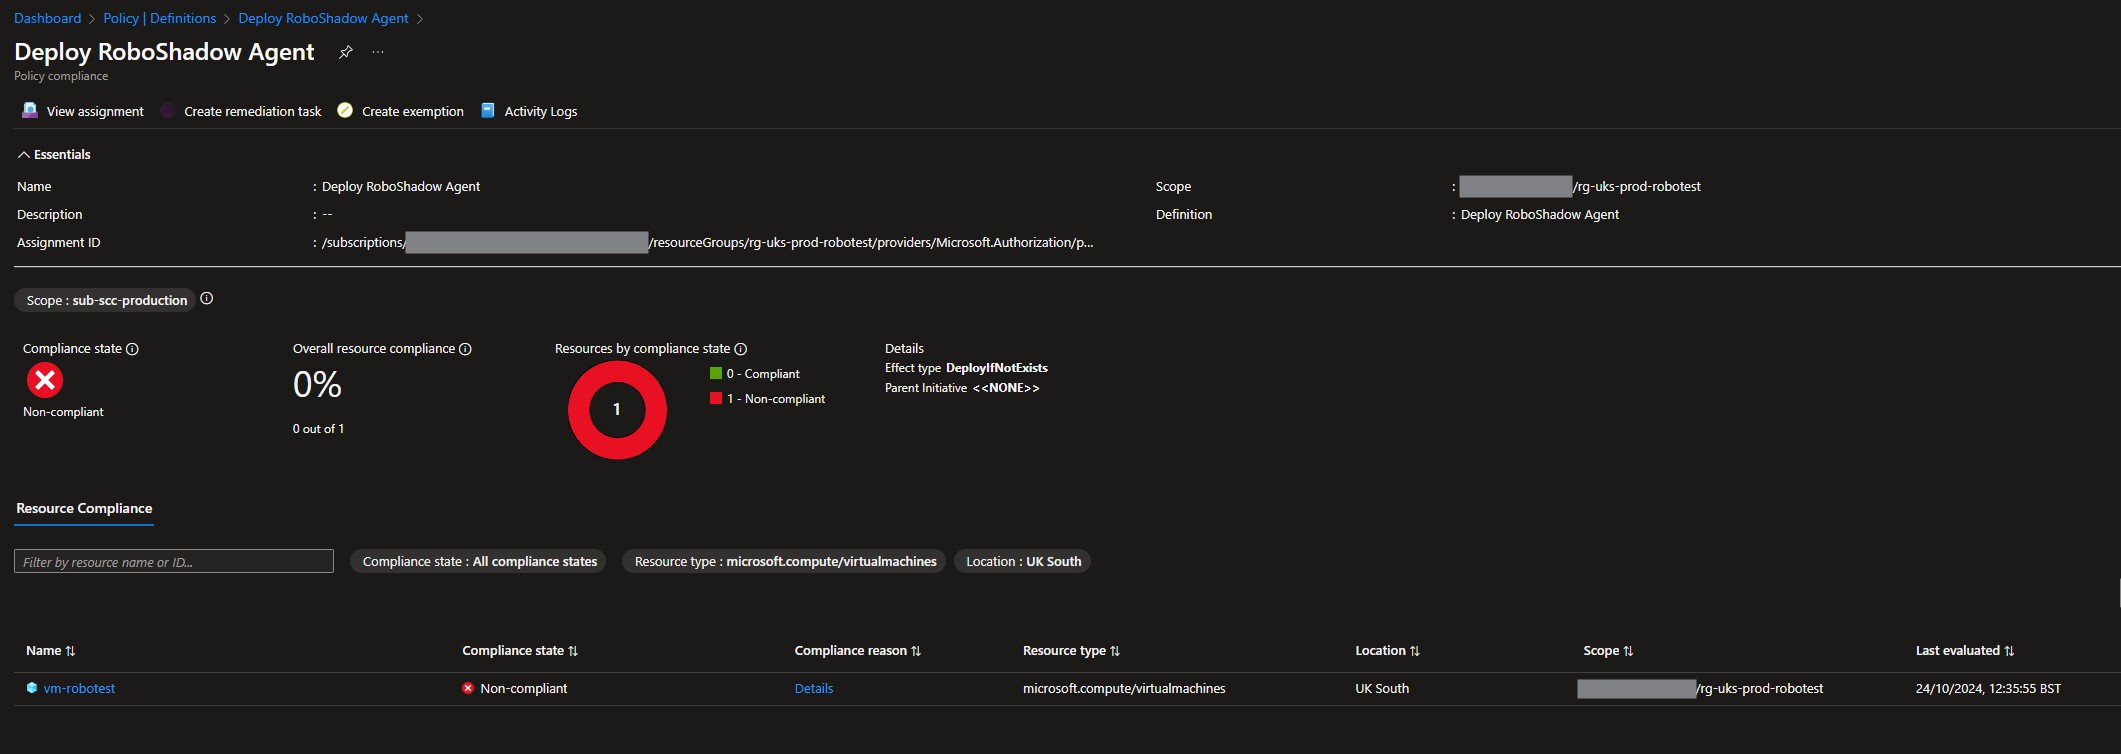 Dashboard > Policy | Definitions > Deploy RoboShadow Agent >
Deploy RoboShadow Agent ...
Policy compliance
View assignment Create remediation task Create exemption Activity Logs
Essentials
Name : Deploy RoboShadow Agent Scope : /rg-uks-prod-robotest
Description : -- Definition : Deploy RoboShadow Agent
Assignment ID : /subscriptions/ /resourceGroups/rg-uks-prod-robotest/providers/Microsoft.Authorization/p...
Scope : sub-scc-production
Compliance state Overall resource compliance Resources by compliance state Details
Effect type DeployIfNotExists
0 - Compliant
0%
Parent Initiative <<NONE>>
1 - Non-compliant
1
Non-compliant
0 out of 1
Resource Compliance
Filter by resource name or ID... Compliance state : All compliance states Resource type : microsoft.compute/virtualmachines Location : UK South
Name Compliance state Compliance reason Resource type Location Scope Last evaluated
vm-robotest Non-compliant Details microsoft.compute/virtualmachines UK South /rg-uks-prod-robotest 24/10/2024, 12:35:55 BST